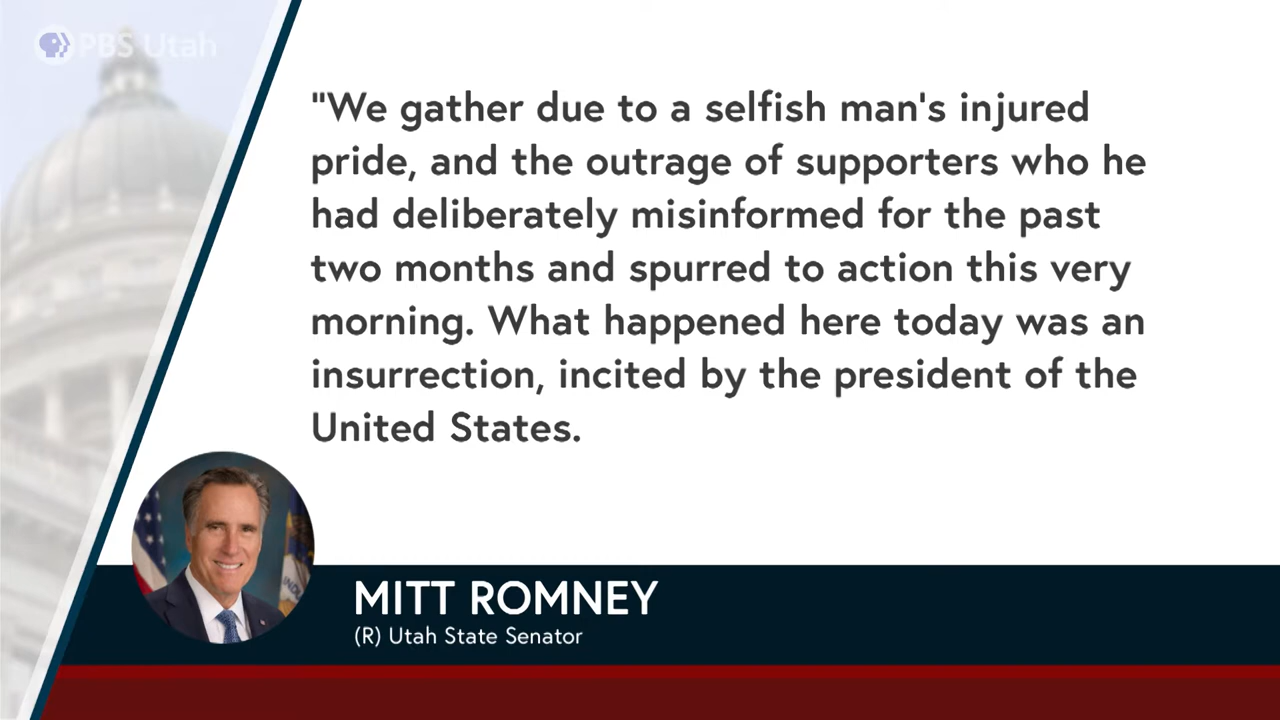 PBS Utah
"We gather due to a selfish man's injured
pride, and the outrage of supporters who he
had deliberately misinformed for the past
two months and spurred to action this very
morning. What happened here today was an
insurrection, incited by the president of the
United States.
MITT ROMNEY
(R) Utah State Senator